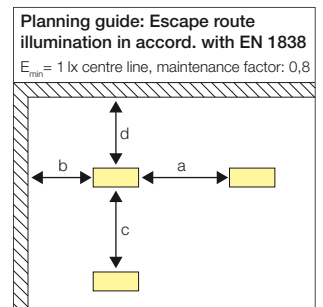 Planning guide: Escape route
illumination in accord. with EN 1838
Emin= 1 lx centre line, maintenance factor: 0,8
d
b
a
c